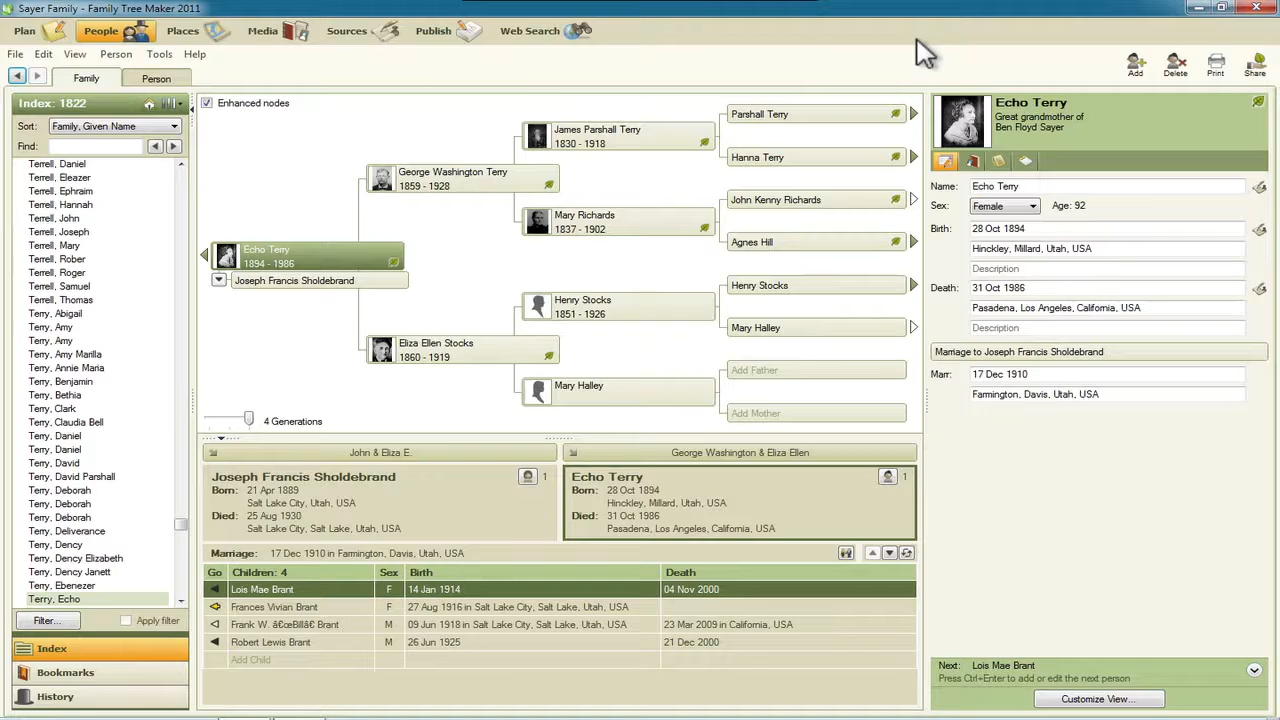 Sayer Family - Family Tree Maker 2011
Plan People Places Media Sources Publish Web Search
File Edit View Person Tools Help
Add Delete Print Share
Family Person
Index: 1822
Sort: Family, Given Name
Find:
Terrell, Daniel
Terrell, Eleazer
Terrell, Ephraim
Terrell, Hannah
Terrell, John
Terrell, Joseph
Terrell, Mary
Terrell, Rober
Terrell, Roger
Terrell, Samuel
Terrell, Thomas
Terry, Abigail
Terry, Amy
Terry, Amy
Terry, Amy Marilla
Terry, Annie Maria
Terry, Benjamin
Terry, Bethia
Terry, Clark
Terry, Claudia Bell
Terry, Daniel
Terry, Daniel
Terry, David
Terry, David Parshall
Terry, Deborah
Terry, Deborah
Terry, Deborah
Terry, Deliverance
Terry, Dency
Terry, Dency Elizabeth
Terry, Dency Janett
Terry, Ebenezer
Terry, Echo
Filter... Apply filter
Index
Bookmarks
History
Enhanced nodes
Echo Terry
1894 - 1986
Joseph Francis Sholdebrand
George Washington Terry
1859 - 1928
Eliza Ellen Stocks
1860 - 1919
James Parshall Terry
1830 - 1918
Mary Richards
1837 - 1902
Henry Stocks
1851 - 1926
Mary Halley
Parshall Terry
Hanna Terry
John Kenny Richards
Agnes Hill
Henry Stocks
Mary Halley
Add Father
Add Mother
4 Generations
John & Eliza E.
George Washington & Eliza Ellen
Joseph Francis Sholdebrand 1
Born: 21 Apr 1889
Salt Lake City, Utah, USA
Died: 25 Aug 1930
Salt Lake City, Salt Lake, Utah, USA
Echo Terry 1
Born: 28 Oct 1894
Hinckley, Millard, Utah, USA
Died: 31 Oct 1986
Pasadena, Los Angeles, California, USA
Marriage: 17 Dec 1910 in Farmington, Davis, Utah, USA
Go Children: 4 Sex Birth Death
Lois Mae Brant F 14 Jan 1914 04 Nov 2000
Frances Vivian Brant F 27 Aug 1916 in Salt Lake City, Salt Lake, Utah, USA
Frank W. â€œBillâ€ Brant M 09 Jun 1918 in Salt Lake City, Salt Lake, Utah, USA 23 Mar 2009 in California, USA
Robert Lewis Brant M 26 Jun 1925 21 Dec 2000
Add Child
Echo Terry
Great grandmother of
Ben Floyd Sayer
Name: Echo Terry
Sex: Female Age: 92
Birth: 28 Oct 1894
Hinckley, Millard, Utah, USA
Description
Death: 31 Oct 1986
Pasadena, Los Angeles, California, USA
Description
Marriage to Joseph Francis Sholdebrand
Marr: 17 Dec 1910
Farmington, Davis, Utah, USA
Next: Lois Mae Brant
Press Ctrl+Enter to add or edit the next person
Customize View...